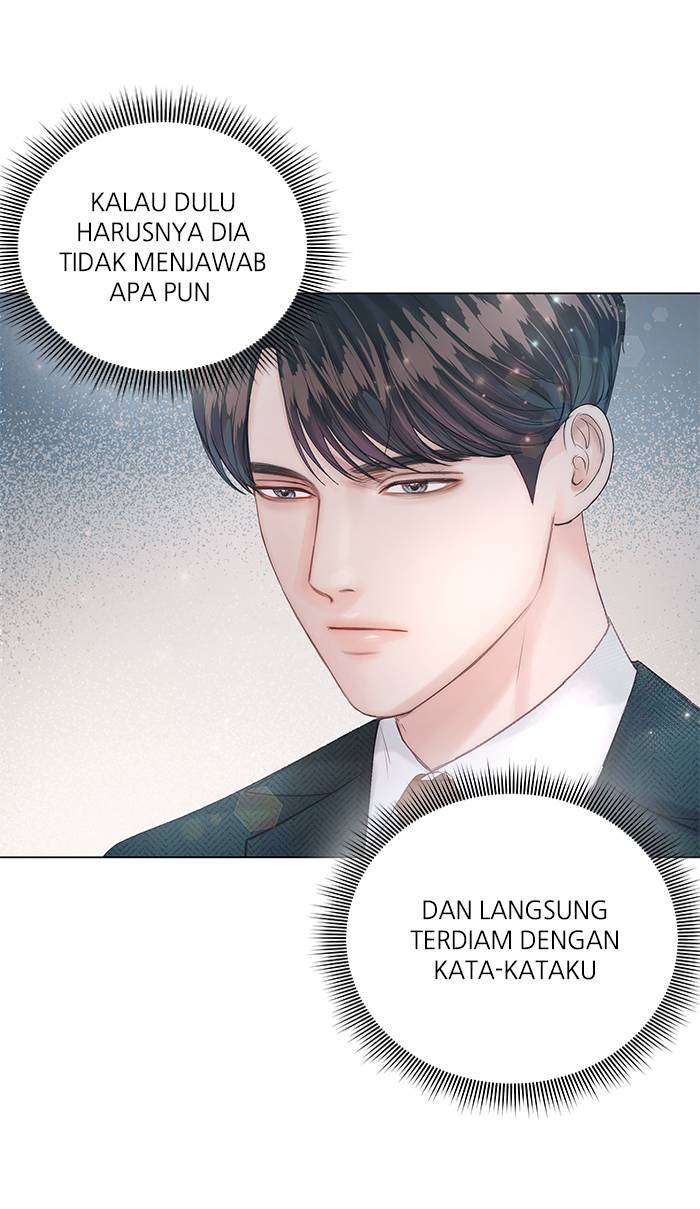 KALAU DULU
HARUSNYA DIA
TIDAK MENJAWAB
APA PUN
DAN LANGSUNG
TERDIAM DENGAN
KATA-KATAKU